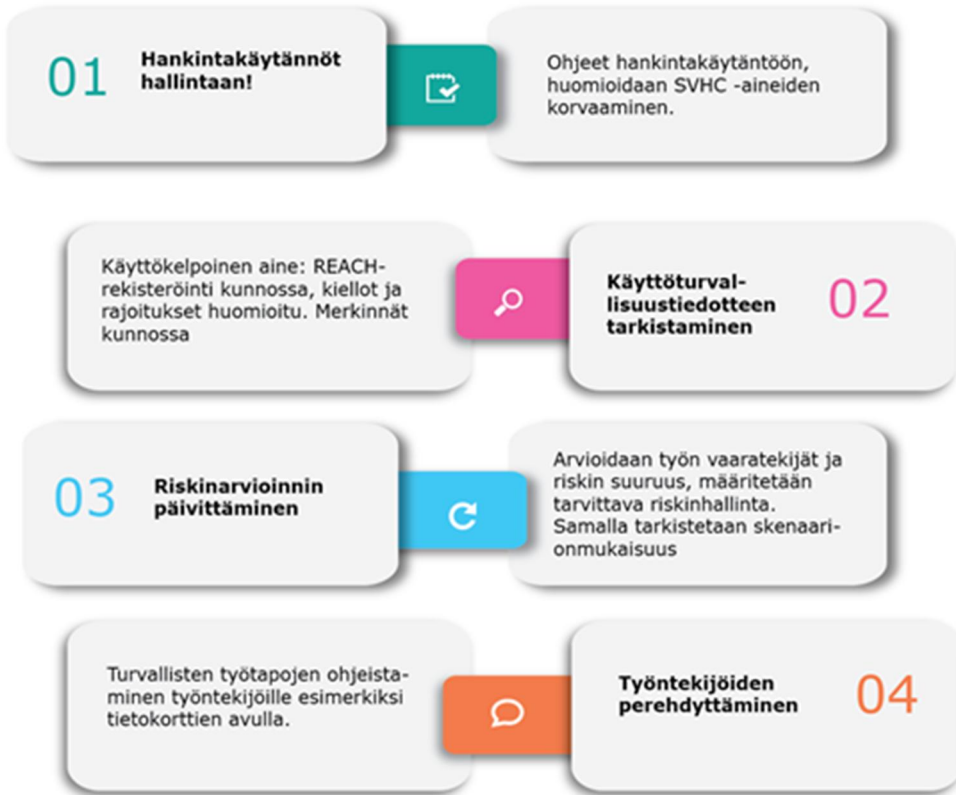 01
Hankintakäytännöt
hallintaan!
Ohjeet hankintakäytäntöön,
huomioidaan SVHC -aineiden
korvaaminen.
Käyttökelpoinen aine: REACH-
rekisteröinti kunnossa, kiellot ja
rajoitukset huomioitu. Merkinnät
kunnossa
Käyttöturval-
lisuustiedotteen
tarkistaminen
02
03
Riskinarvioinnin
päivittäminen
Arvioidaan työn vaaratekijät ja
riskin suuruus, määritetään
tarvittava riskinhallinta.
Samalla tarkistetaan skenaari-
onmukaisuus
Turvallisten työtapojen ohjeista-
minen työntekijöille esimerkiksi
tietokorttien avulla.
Työntekijöiden
perehdyttäminen
04